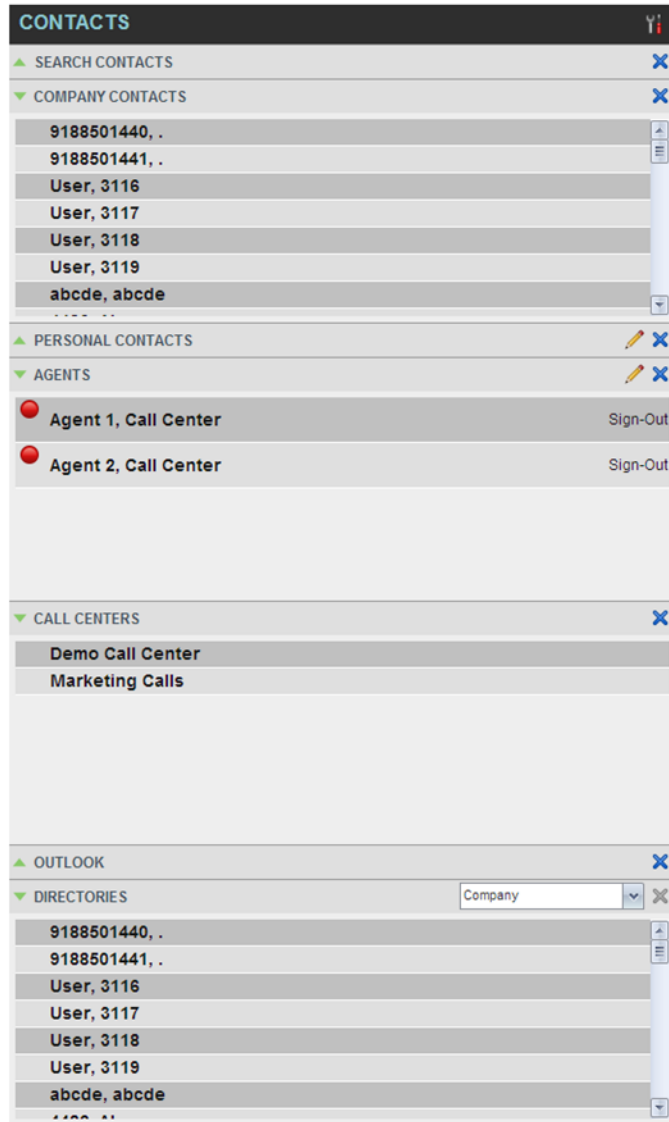 CONTACTS
SEARCH CONTACTS
COMPANY CONTACTS
9188501440, .
9188501441, .
User, 3116
User, 3117
User, 3118
User, 3119
abcde, abcde
PERSONAL CONTACTS
AGENTS
Agent 1, Call Center Sign-Out
Agent 2, Call Center Sign-Out
CALL CENTERS
Demo Call Center
Marketing Calls
OUTLOOK
DIRECTORIES Company
9188501440, .
9188501441, .
User, 3116
User, 3117
User, 3118
User, 3119
abcde, abcde